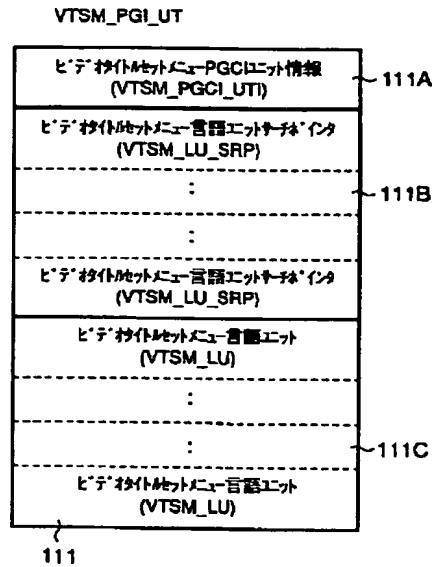 VTSM_PGI_UT
ビデオタイトルセットメニューPGCIユニット情報
(VTSM_PGCI_UTI)
111A
ビデオタイトルセットメニュー言語ユニットサーチポインタ
(VTSM_LU_SRP)
:
111B
:
ビデオタイトルセットメニュー言語ユニットサーチポインタ
(VTSM_LU_SRP)
ビデオタイトルセットメニュー言語ユニット
(VTSM_LU)
:
:
111C
ビデオタイトルセットメニュー言語ユニット
(VTSM_LU)
111